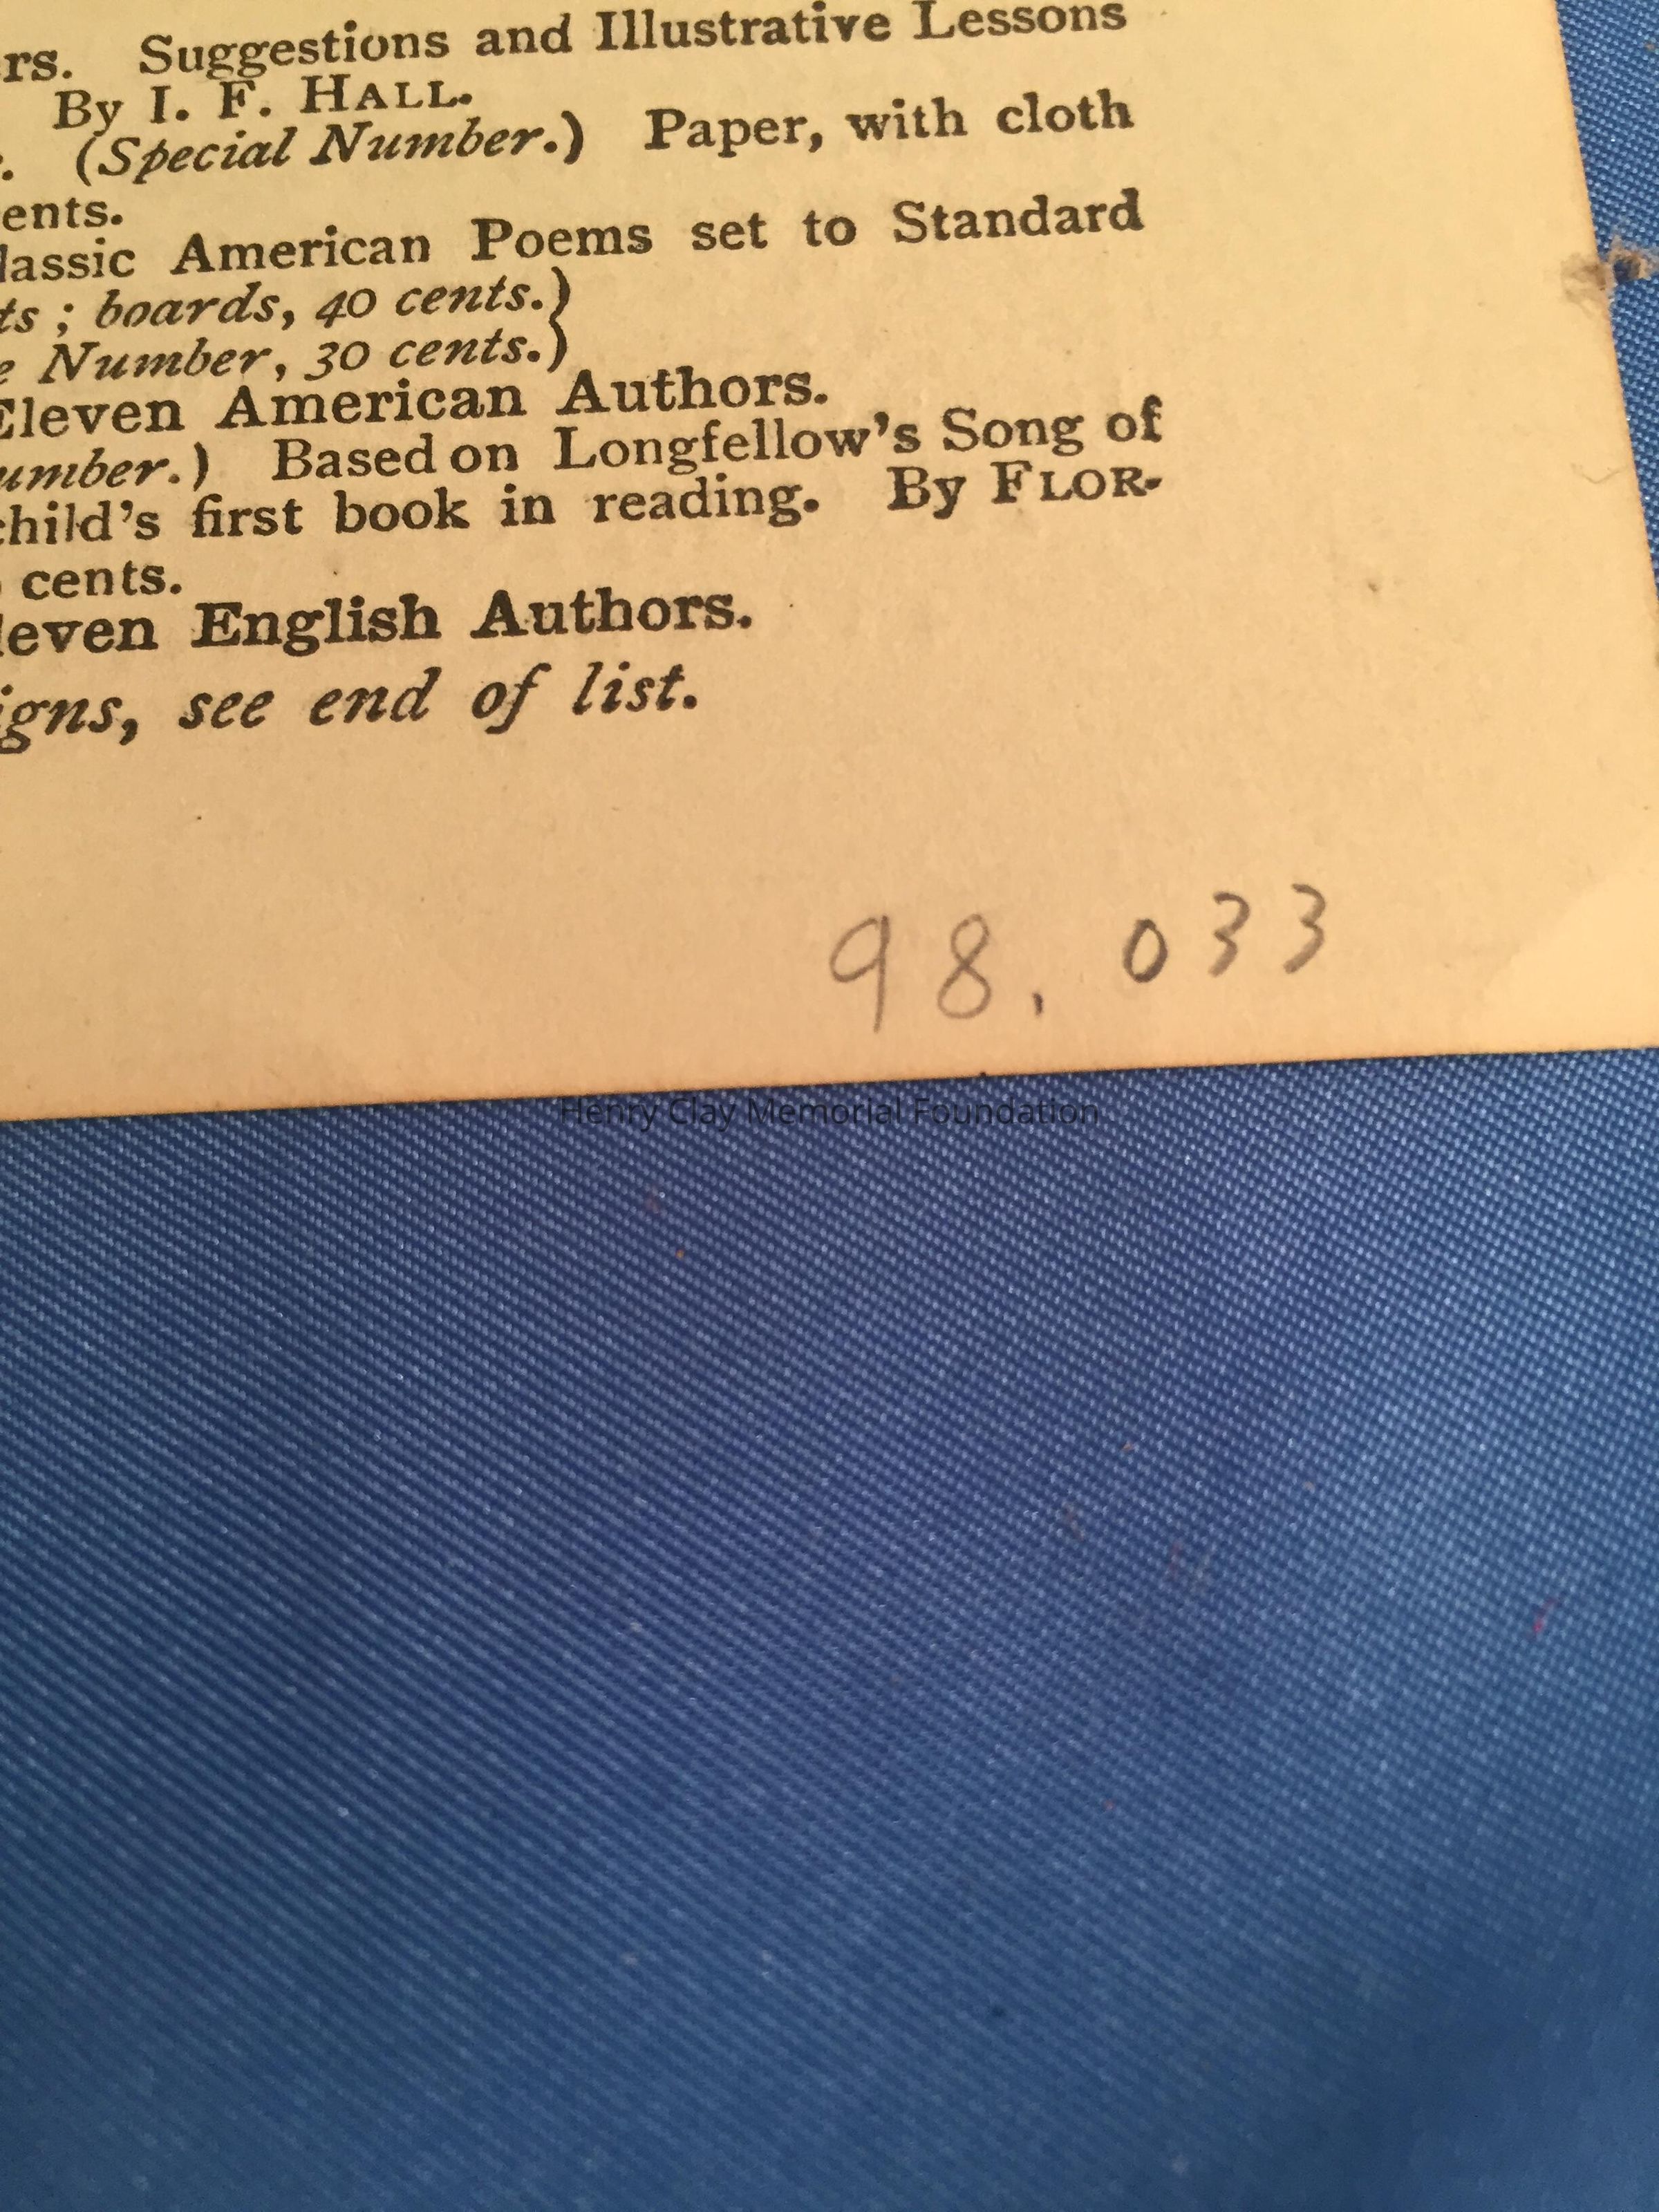 rs. Suggestions and Illustrative Lessons
By I. F. HALL.
. (Special Number.) Paper, with cloth
ents.
lassic American Poems set to Standard
ts ; boards, 40 cents.)
e Number, 30 cents.)
Eleven American Authors.
umber.) Based on Longfellow's Song of
child's first book in reading. By FLOR-
cents.
leven English Authors.
igns, see end of list.
98.033
Henry Clay Memorial Foundation